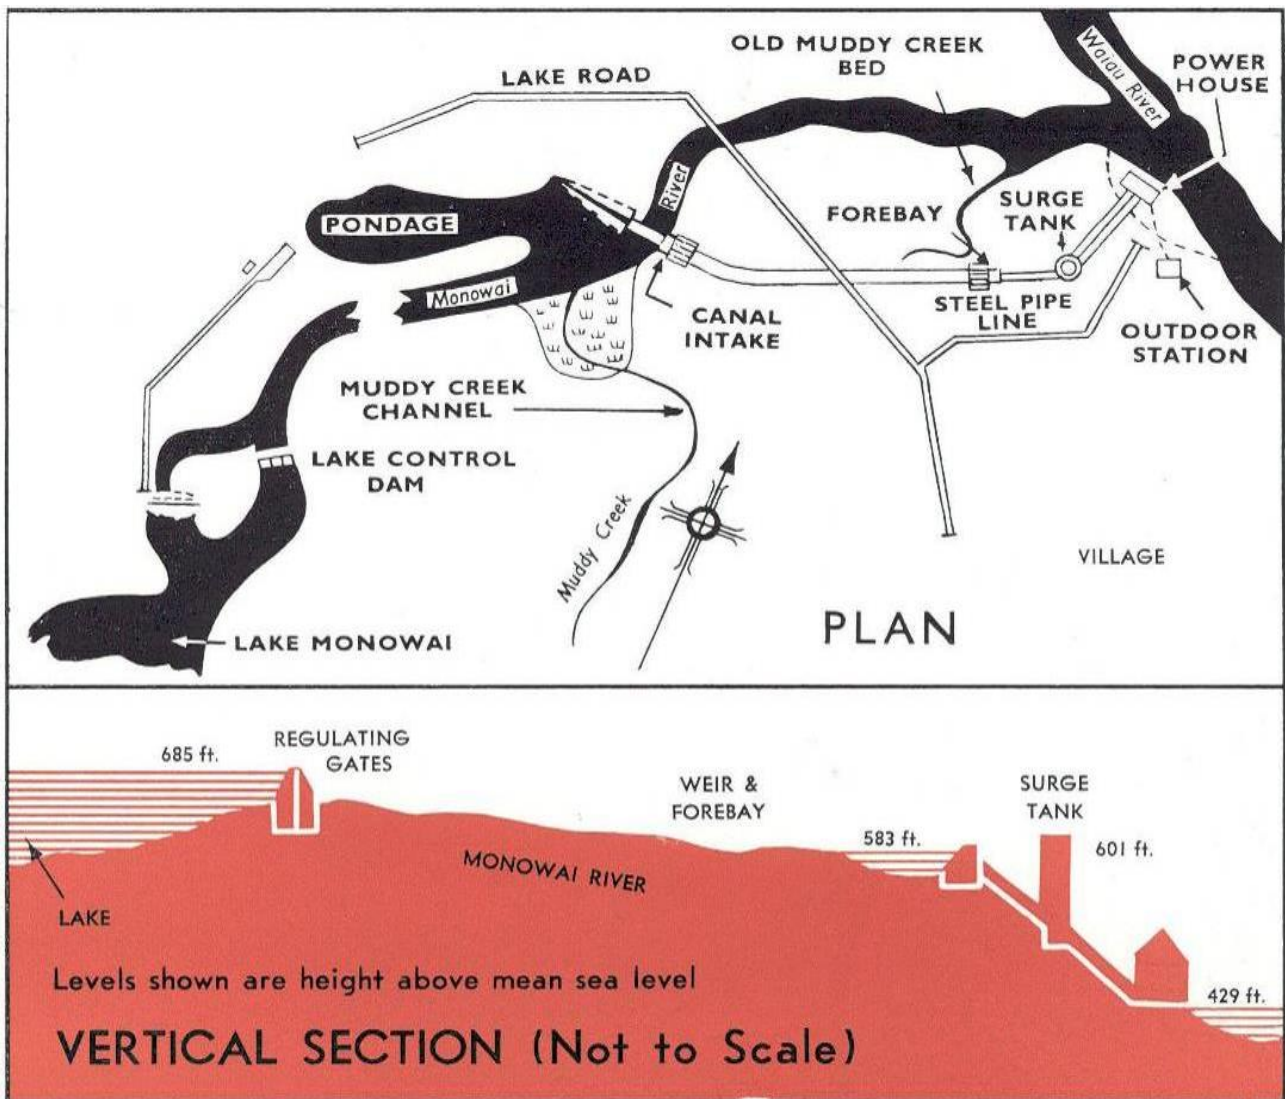 LAKE ROAD
OLD MUDDY CREEK
BED
Waiau River
POWER
HOUSE
PONDAGE
River
FOREBAY
SURGE
TANK
Monowai
CANAL
INTAKE
STEEL PIPE
LINE
OUTDOOR
STATION
MUDDY CREEK
CHANNEL
LAKE CONTROL
DAM
Muddy Creek
VILLAGE
LAKE MONOWAI
PLAN
685 ft.
REGULATING
GATES
WEIR &
FOREBAY
SURGE
TANK
583 ft.
601 ft.
MONOWAI RIVER
LAKE
Levels shown are height above mean sea level
429 ft.
VERTICAL SECTION (Not to Scale)